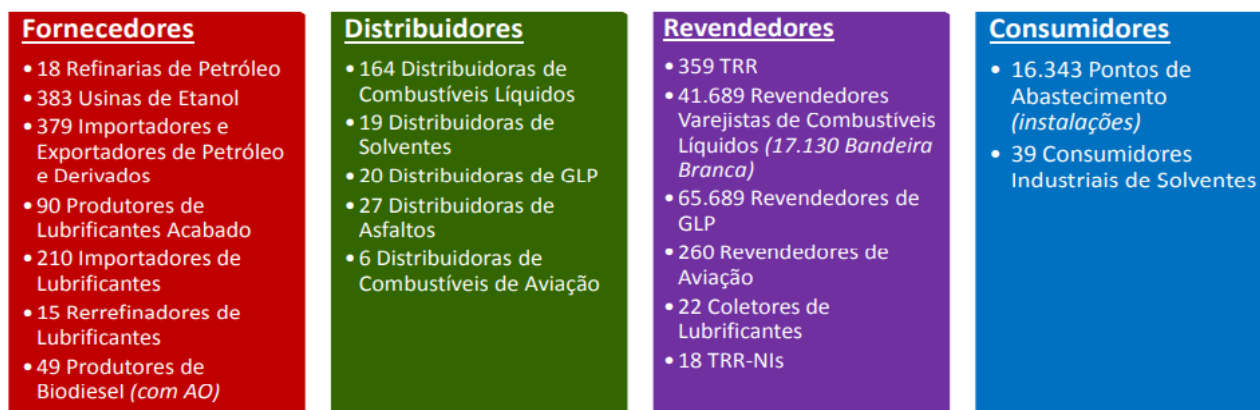 Fornecedores
• 18 Refinarias de Petróleo
• 383 Usinas de Etanol
• 379 Importadores e
Exportadores de Petróleo
e Derivados
• 90 Produtores de
Lubrificantes Acabado
• 210 Importadores de
Lubrificantes
• 15 Rerrefinadores de
Lubrificantes
• 49 Produtores de
Biodiesel (com AO)
Distribuidores
• 164 Distribuidoras de
Combustíveis Líquidos
• 19 Distribuidoras de
Solventes
• 20 Distribuidoras de GLP
• 27 Distribuidoras de
Asfaltos
• 6 Distribuidoras de
Combustíveis de Aviação
Revendedores
• 359 TRR
• 41.689 Revendedores
Varejistas de Combustíveis
Líquidos (17.130 Bandeira
Branca)
• 65.689 Revendedores de
GLP
• 260 Revendedores de
Aviação
• 22 Coletores de
Lubrificantes
• 18 TRR-NIs
Consumidores
• 16.343 Pontos de
Abastecimento
(instalações)
• 39 Consumidores
Industriais de Solventes